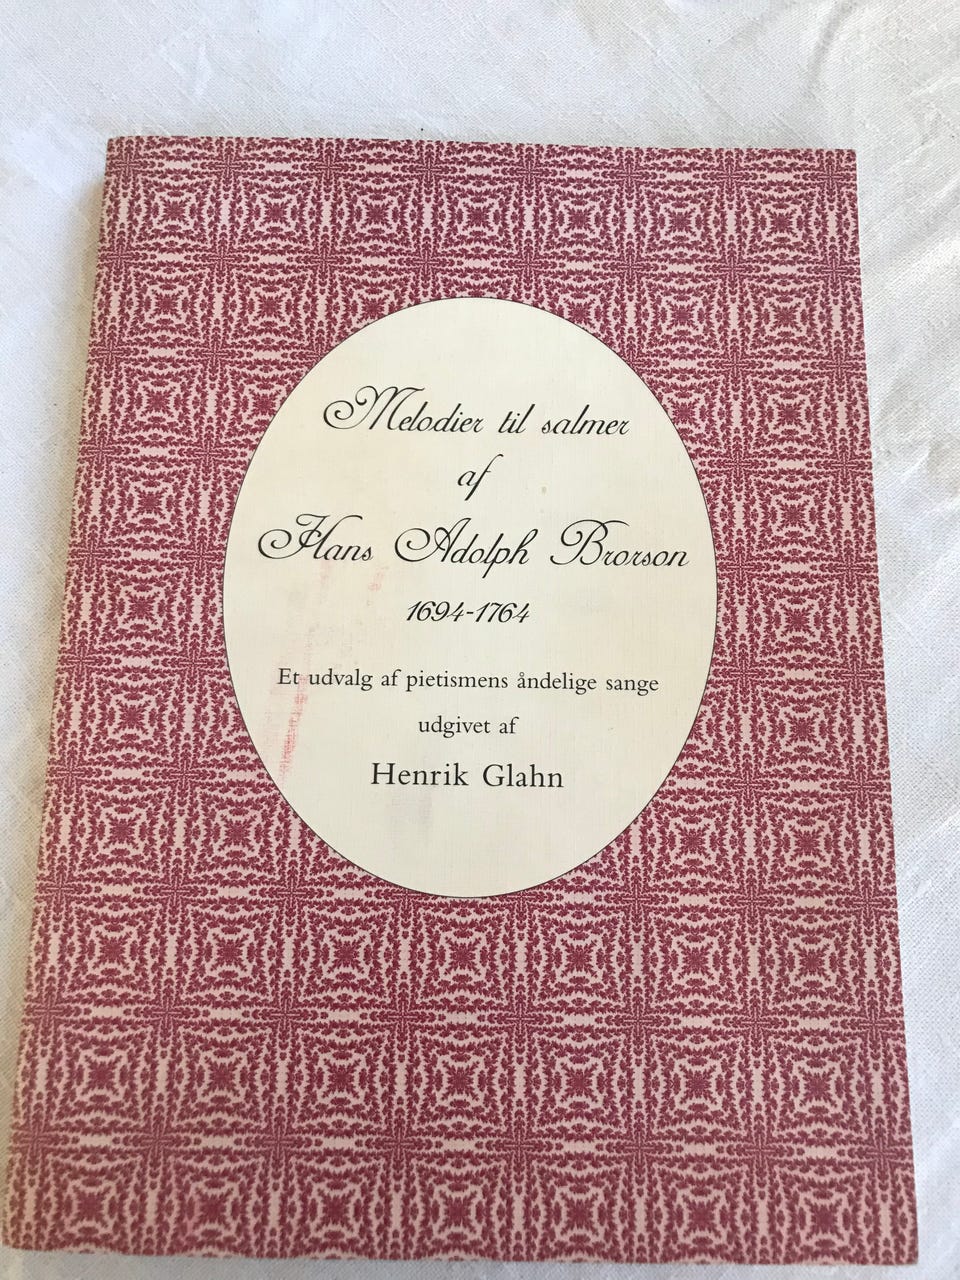 Melodier til salmer
af
Hans Adolph Brorson
1694-1764
Et udvalg af pietismens åndelige sange
udgivet af
Henrik Glahn